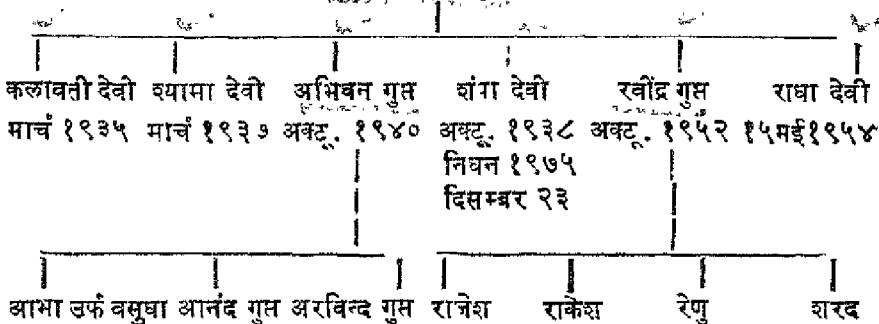 कलावती देवी श्यामा देवी अभिवन गुप्त शंगा देवी रवींद्र गुप्त राधा देवी
मार्च १९३५ मार्च १९३७ अक्टू. १९४० अक्टू. १९३८ अक्टू. १९५२ १५मई१९५४
निधन १९७५
दिसम्बर २३
आभा उर्फ वसुधा आनंद गुप्त अरविन्द गुप्त राजेश राकेश रेणु शरद